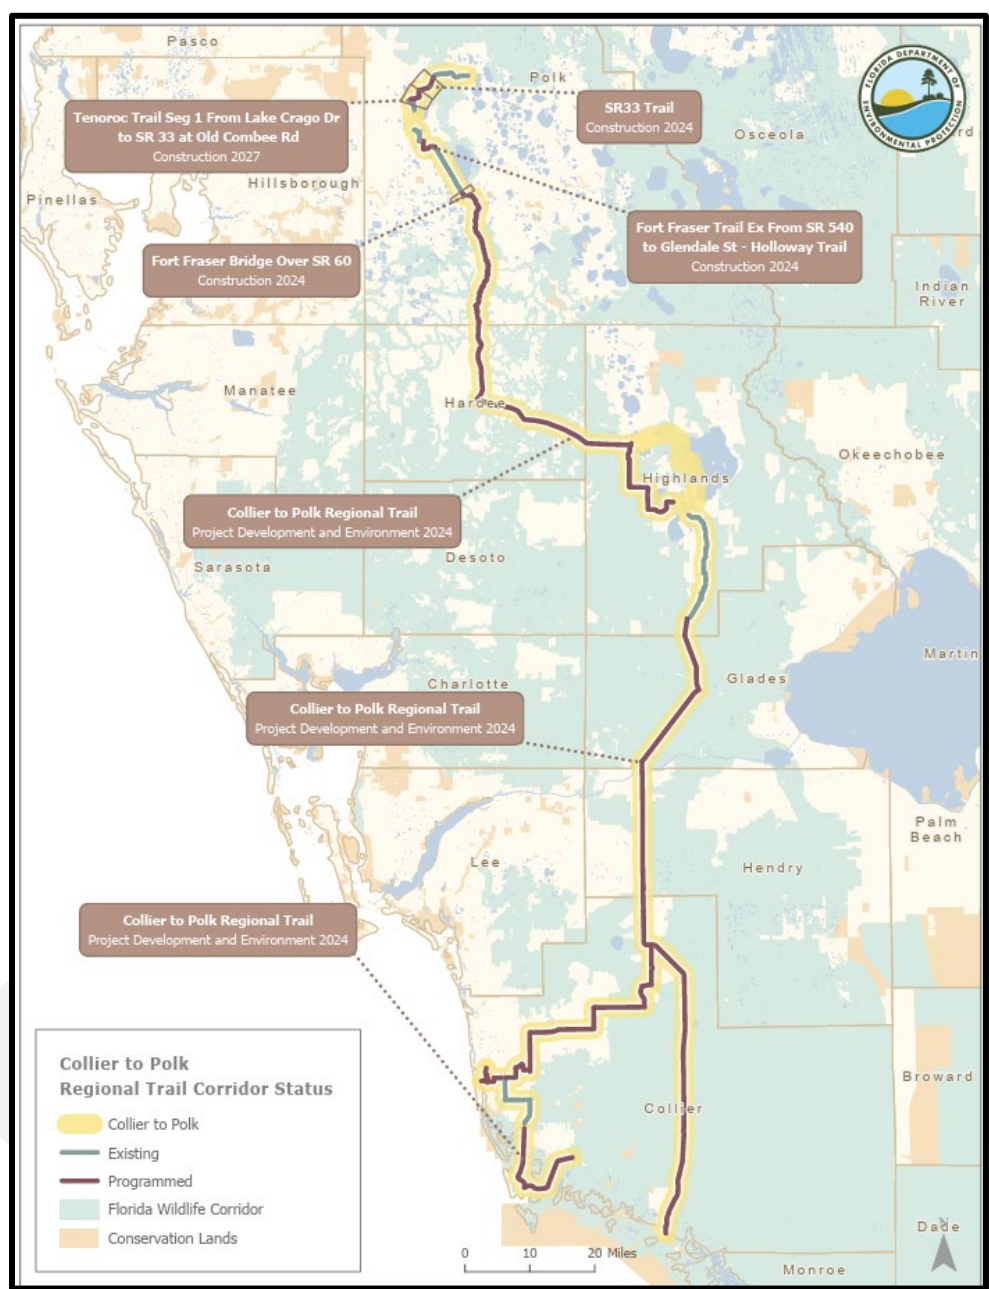 Pasco
Polk
FLORIDA DEPARTMENT OF
ENVIRONMENTAL PROTECTION
rd
Tenoroc Trail Seg 1 From Lake Crago Dr
to SR 33 at Old Combee Rd
Construction 2027
SR33 Trail
Construction 2024
Osceola
Hillsborough
Pinellas
Fort Fraser Trail Ex From SR 540
to Glendale St - Holloway Trail
Construction 2024
Fort Fraser Bridge Over SR 60
Construction 2024
Indian
River
Manatee
Hardee
Okeechobee
Highlands
Collier to Polk Regional Trail
Project Development and Environment 2024
Desoto
Sarasota
Martin
Glades
Charlotte
Collier to Polk Regional Trail
Project Development and Environment 2024
Palm
Beach
Lee
Hendry
Collier to Polk Regional Trail
Project Development and Environment 2024
Collier to Polk
Regional Trail Corridor Status
Collier to Polk
Existing
Programmed
Florida Wildlife Corridor
Conservation Lands
Broward
Collier
Dade
N
0 10 20 Miles
Monroe